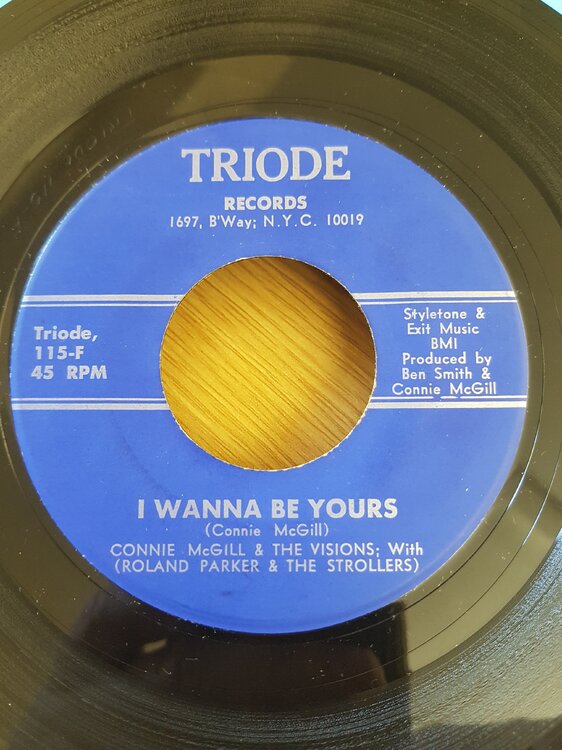 TRIODE
RECORDS
1697, B'Way; N.Y.C. 10019
Triode,
115-F
45 RPM
Styletone &
Exit Music
BMI
Produced by
Ben Smith &
Connie McGill
I WANNA BE YOURS
(Connie McGill)
CONNIE McGILL & THE VISIONS; With
(ROLAND PARKER & THE STROLLERS)